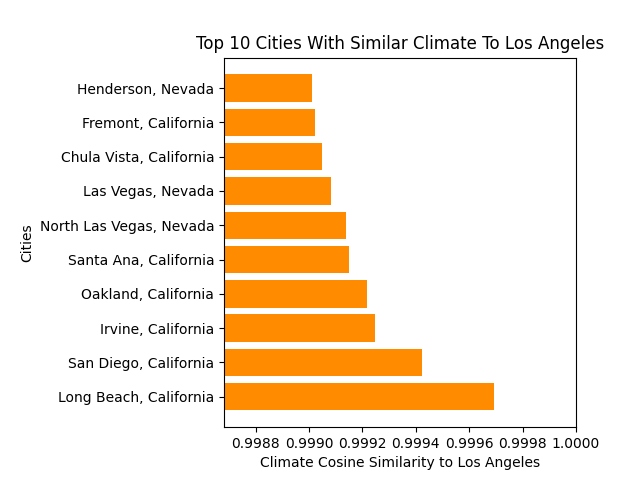 Top 10 Cities With Similar Climate To Los Angeles
Henderson, Nevada
Fremont, California
Chula Vista, California
Las Vegas, Nevada
North Las Vegas, Nevada
Santa Ana, California
Oakland, California
Irvine, California
San Diego, California
Long Beach, California
Cities
0.9988 0.9990 0.9992 0.9994 0.9996 0.9998 1.0000
Climate Cosine Similarity to Los Angeles